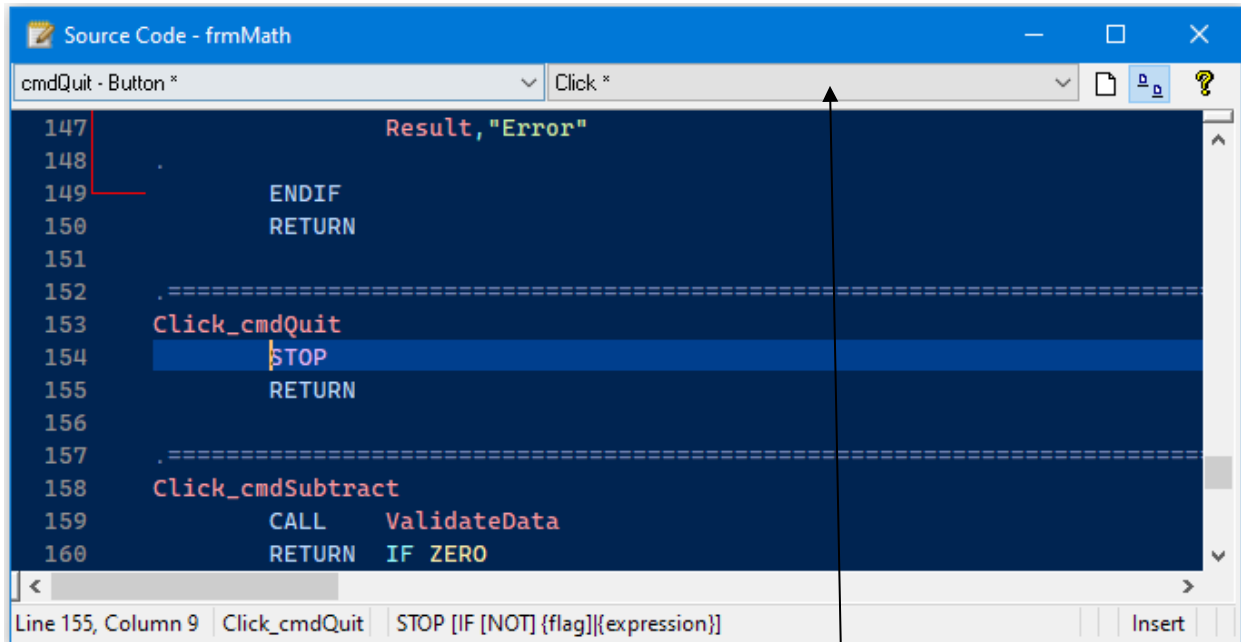 Source Code - frmMath
cmdQuit - Button * Click *
147 Result,"Error"
148 .
149 ENDIF
150 RETURN
151
152 .========================================================================
153 Click_cmdQuit
154 STOP
155 RETURN
156
157 .========================================================================
158 Click_cmdSubtract
159 CALL ValidateData
160 RETURN IF ZERO
Line 155, Column 9 Click_cmdQuit STOP [IF [NOT] {flag]|{expression}] Insert